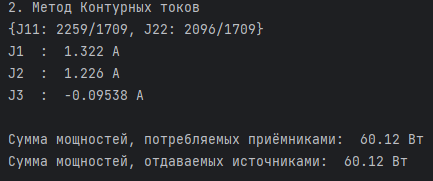 2. Метод Контурных токов
{J11: 2259/1709, J22: 2096/1709}
J1  :  1.322 А
J2  :  1.226 А
J3  :  -0.09538 А
Сумма мощностей, потребляемых приёмниками:  60.12 Вт
Сумма мощностей, отдаваемых источниками:  60.12 Вт